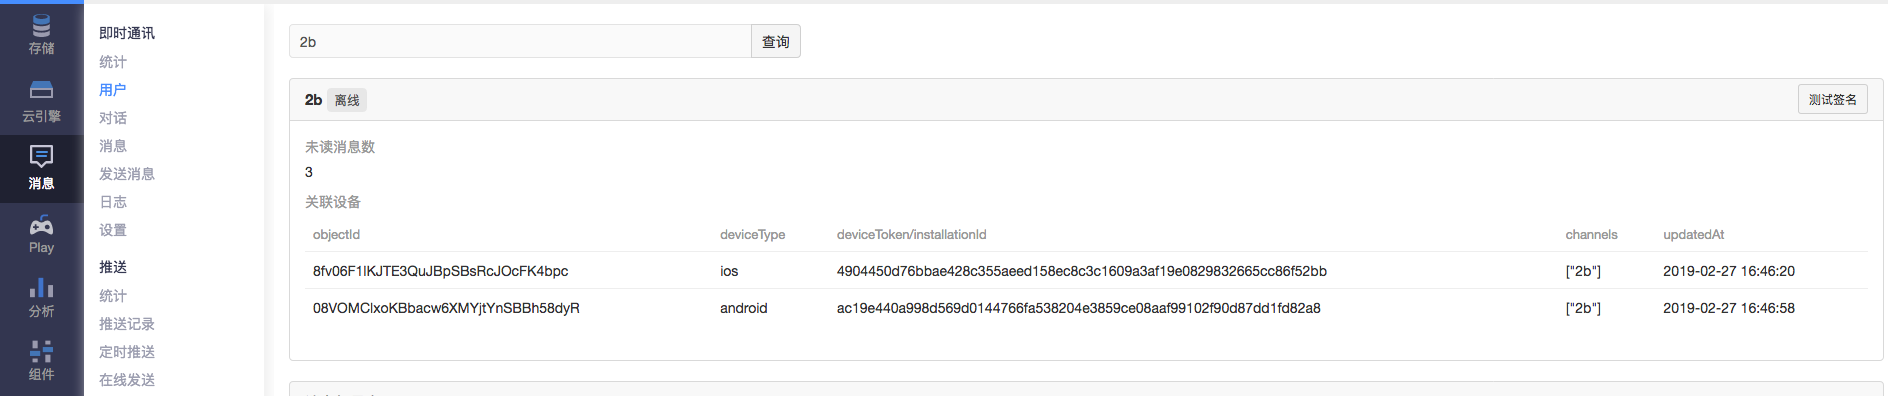 存储
云引擎
消息
Play
分析
组件
即时通讯
统计
用户
对话
消息
发送消息
日志
设置
推送
统计
推送记录
定时推送
在线发送
2b 查询
2b 离线 测试签名
未读消息数
3
关联设备
objectId deviceType deviceToken/installationId channels updatedAt
8fv06F1IKJTE3QuJBpSBsRcJOcFK4bpc ios 4904450d76bbae428c355aeed158ec8c3c1609a3af19e0829832665cc86f52bb ["2b"] 2019-02-27 16:46:20
08VOMClxoKBbacw6XMYjtYnSBBh58dyR android ac19e440a998d569d0144766fa538204e3859ce08aaf99102f90d87dd1fd82a8 ["2b"] 2019-02-27 16:46:58